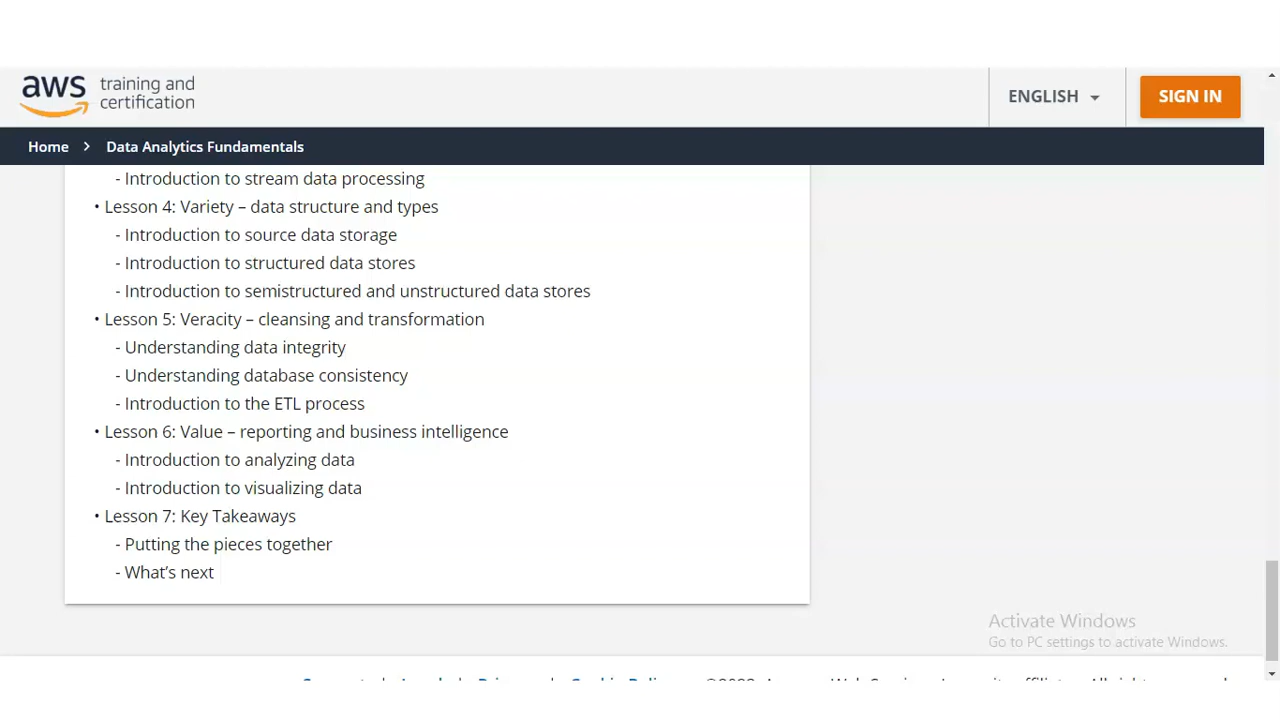 aws training and certification
ENGLISH
SIGN IN
Home > Data Analytics Fundamentals
- Introduction to stream data processing
• Lesson 4: Variety – data structure and types
- Introduction to source data storage
- Introduction to structured data stores
- Introduction to semistructured and unstructured data stores
• Lesson 5: Veracity – cleansing and transformation
- Understanding data integrity
- Understanding database consistency
- Introduction to the ETL process
• Lesson 6: Value – reporting and business intelligence
- Introduction to analyzing data
- Introduction to visualizing data
• Lesson 7: Key Takeaways
- Putting the pieces together
- What's next
Activate Windows
Go to PC settings to activate Windows.